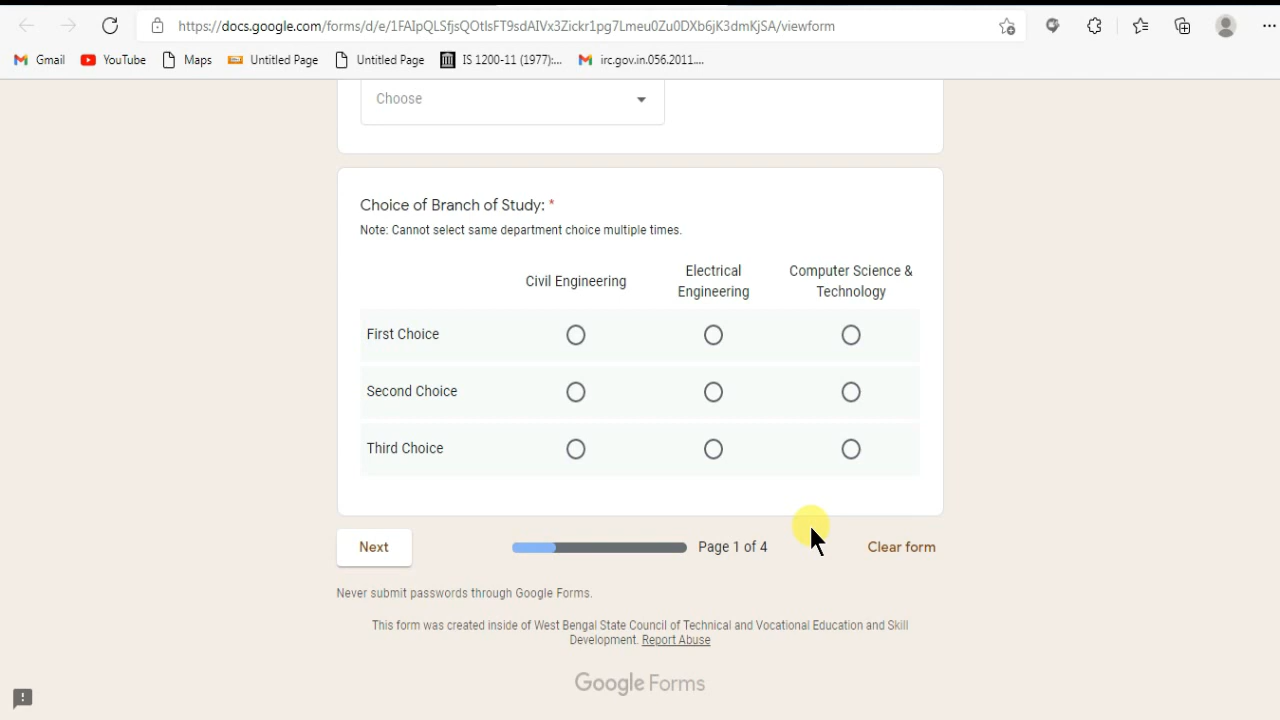 https://docs.google.com/forms/d/e/1FAIpQLSfjsQOtlsFT9sdAIVx3Zickr1pg7Lmeu0Zu0DXb6jK3dmKjSA/viewform
Gmail YouTube Maps Untitled Page Untitled Page IS 1200-11 (1977):... irc.gov.in.056.2011....
Choose
Choice of Branch of Study: *
Note: Cannot select same department choice multiple times.
Civil Engineering Electrical Engineering Computer Science & Technology
First Choice
Second Choice
Third Choice
Next Page 1 of 4 Clear form
Never submit passwords through Google Forms.
This form was created inside of West Bengal State Council of Technical and Vocational Education and Skill
Development. Report Abuse
Google Forms